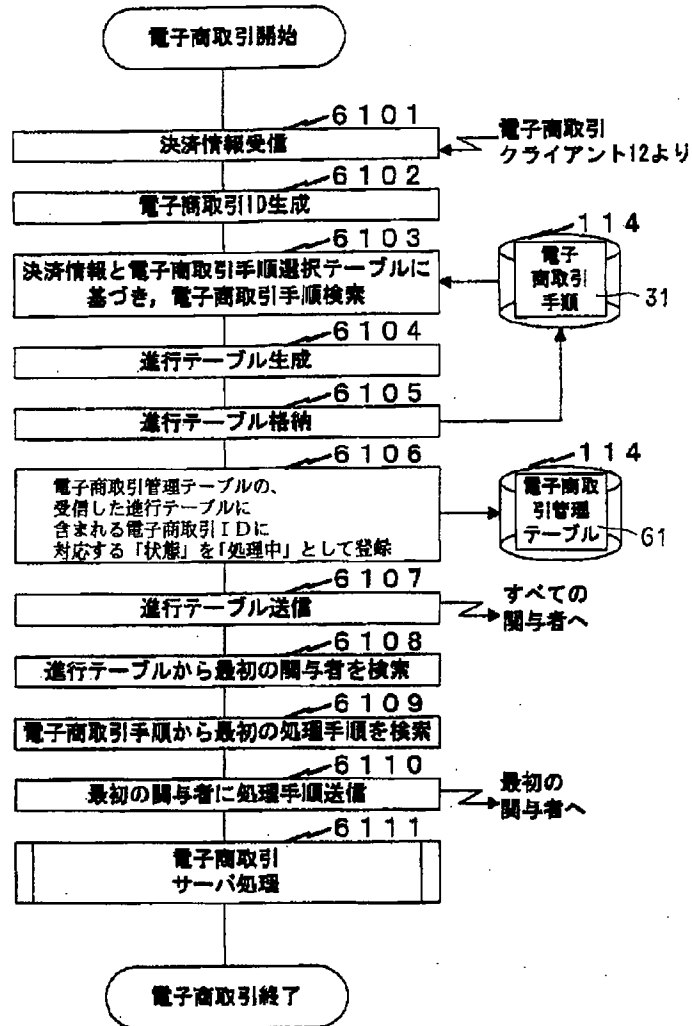 電子商取引開始
6101
決済情報受信
電子商取引
クライアント12より
6102
電子商取引ID生成
6103
決済情報と電子商取引手順選択テーブルに
基づき，電子商取引手順検索
114
電子
商取引
手順
31
6104
進行テーブル生成
6105
進行テーブル格納
6106
電子商取引管理テーブルの、
受信した進行テーブルに
含まれる電子商取引ＩＤに
対応する「状態」を「処理中」として登録
114
電子商取
引管理
テーブル
61
6107
進行テーブル送信
すべての
関与者へ
6108
進行テーブルから最初の関与者を検索
6109
電子商取引手順から最初の処理手順を検索
6110
最初の関与者に処理手順送信
最初の
関与者へ
6111
電子商取引
サーバ処理
電子商取引終了